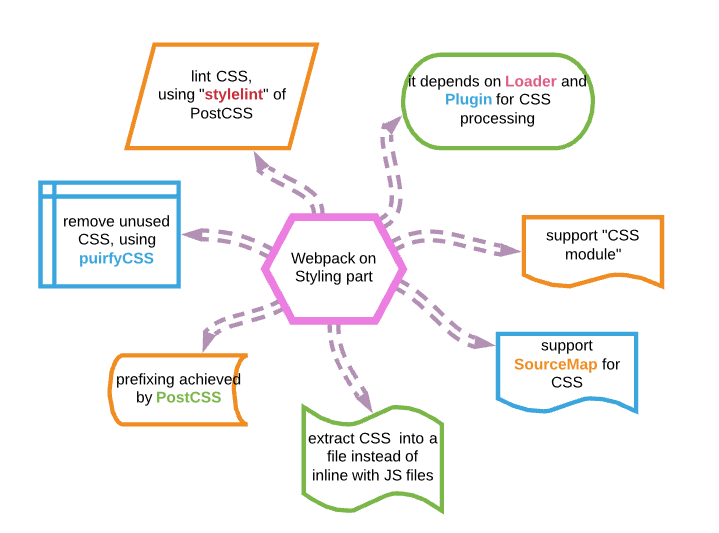 lint CSS,
using "stylelint" of
PostCSS
it depends on Loader and
Plugin for CSS
processing
remove unused
CSS, using
puirfyCSS
Webpack on
Styling part
support "CSS
module"
support
SourceMap for
CSS
prefixing achieved
by PostCSS
extract CSS into a
file instead of
inline with JS files